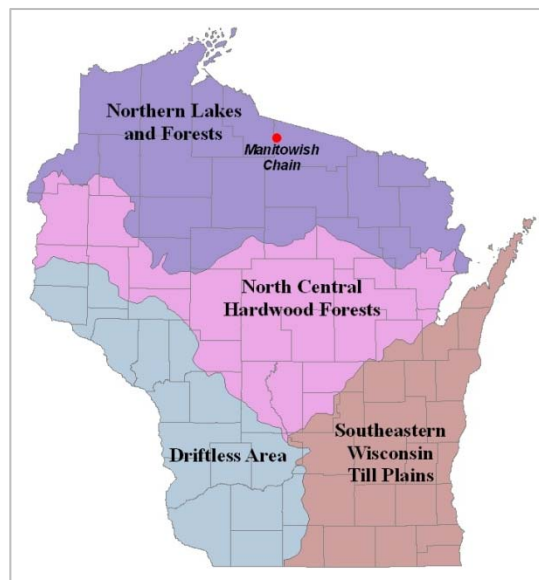 Northern Lakes
and Forests
Manitowish
Chain
North Central
Hardwood Forests
Driftless Area
Southeastern
Wisconsin
Till Plains